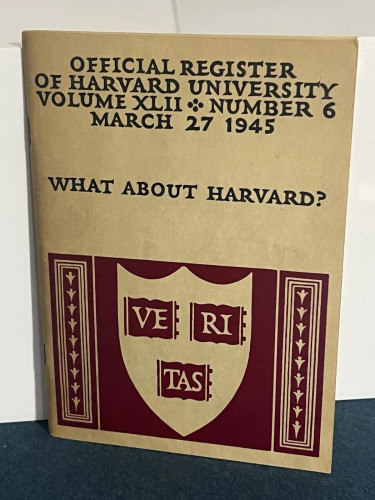 OFFICIAL REGISTER
OF HARVARD UNIVERSITY
VOLUME XLII ✤ NUMBER 6
MARCH 27 1945
WHAT ABOUT HARVARD?
VE RI
TAS